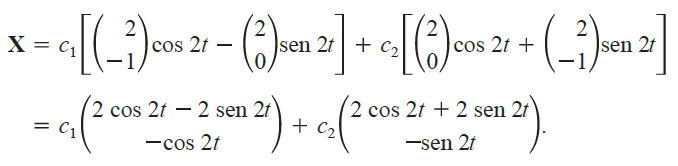 X = c₁[(2 −1) cos 2t − (2 0) sen 2t] + c₂[(2 0) cos 2t + (2 −1) sen 2t]
= c₁(2 cos 2t − 2 sen 2t −cos 2t) + c₂(2 cos 2t + 2 sen 2t −sen 2t).